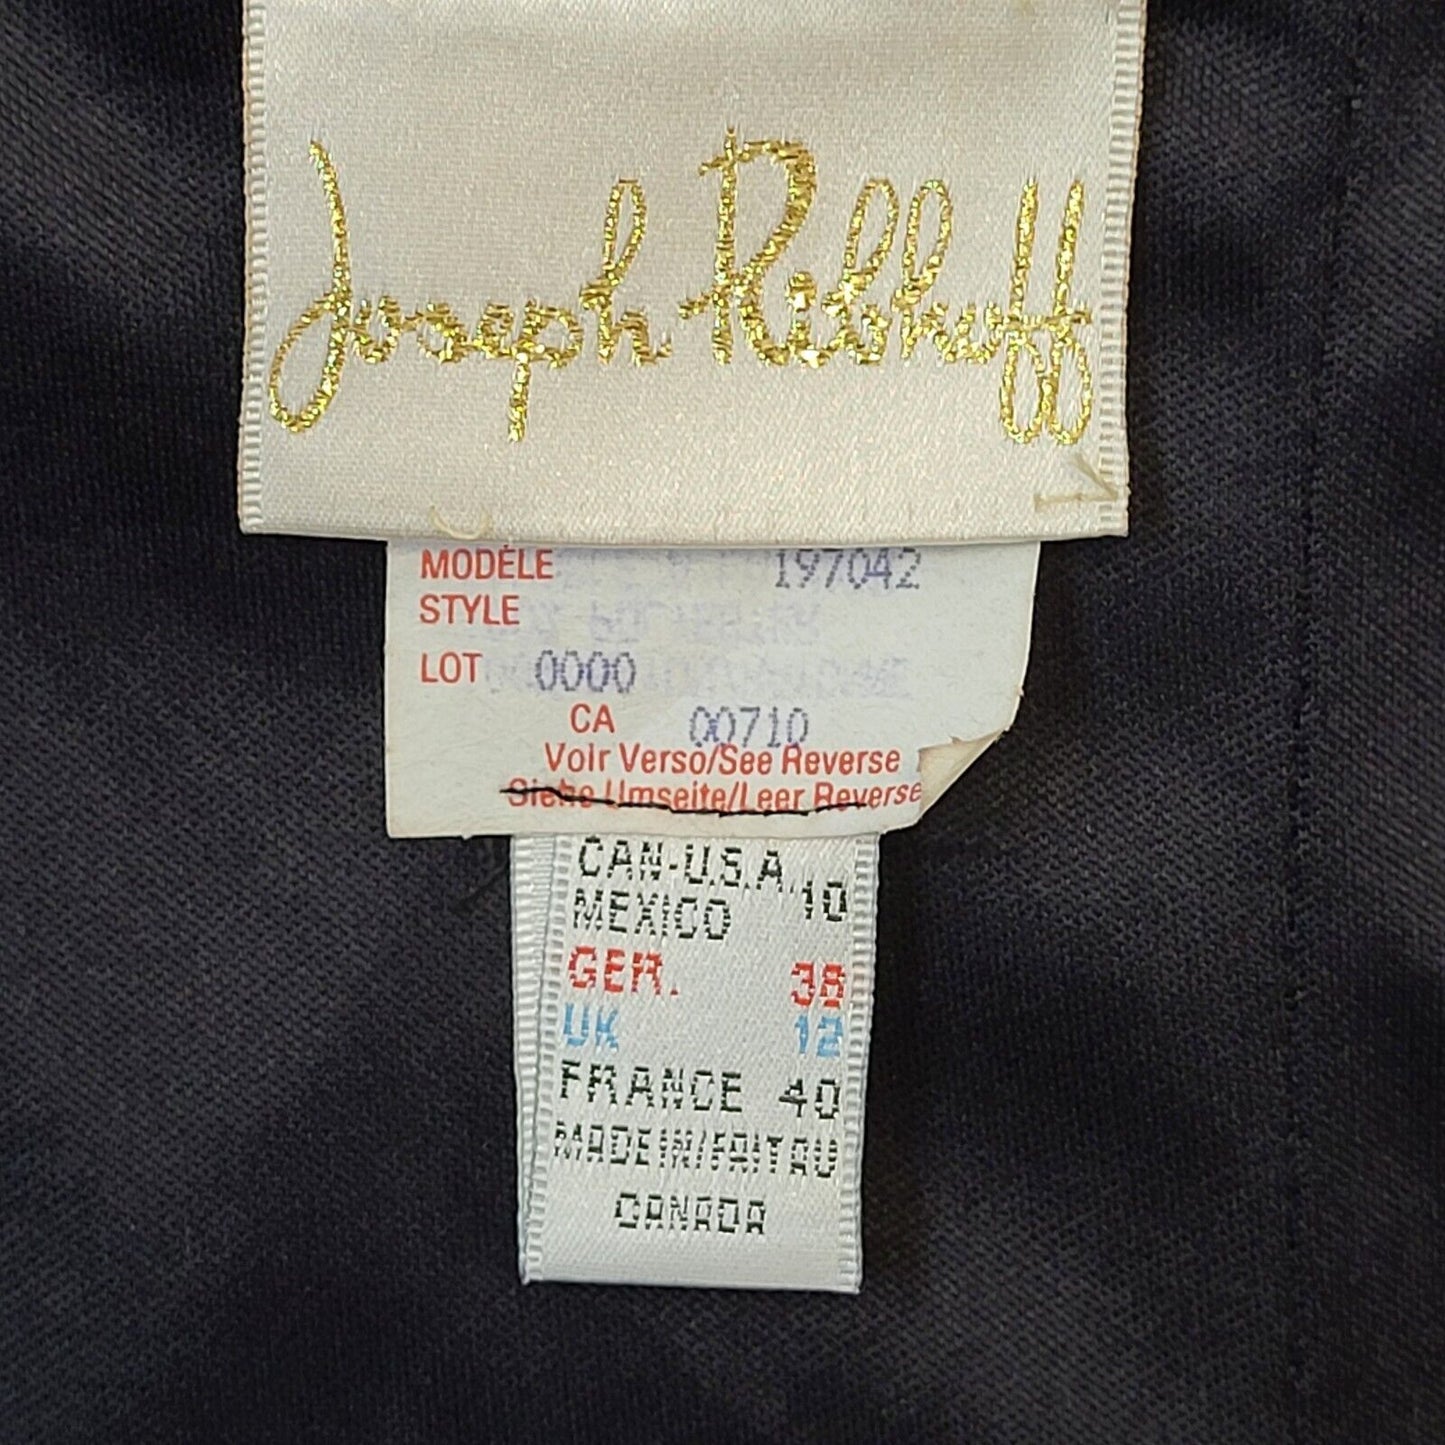 Joseph Ribkoff
MODÈLE 197042
STYLE
LOT 0000
CA 00710
Voir Verso/See Reverse
Siehe Umseite/Leer Reverse
CAN-U.S.A. 10
MEXICO
GER. 38
UK 12
FRANCE 40
MADE IN/FAIT AU
CANADA